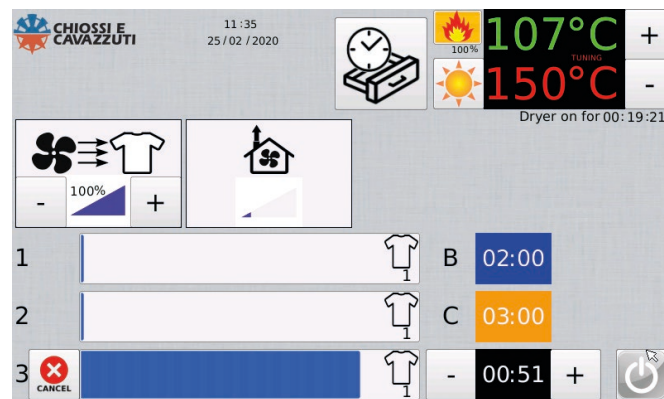 CHIOSSI E
CAVAZZUTI
11:35
25/02/2020
100%
107°C
+
TUNING
150°C
-
Dryer on for 00:19:21
- 100% +
1
1
B
02:00
2
1
C
03:00
3
CANCEL
1
-
00:51
+